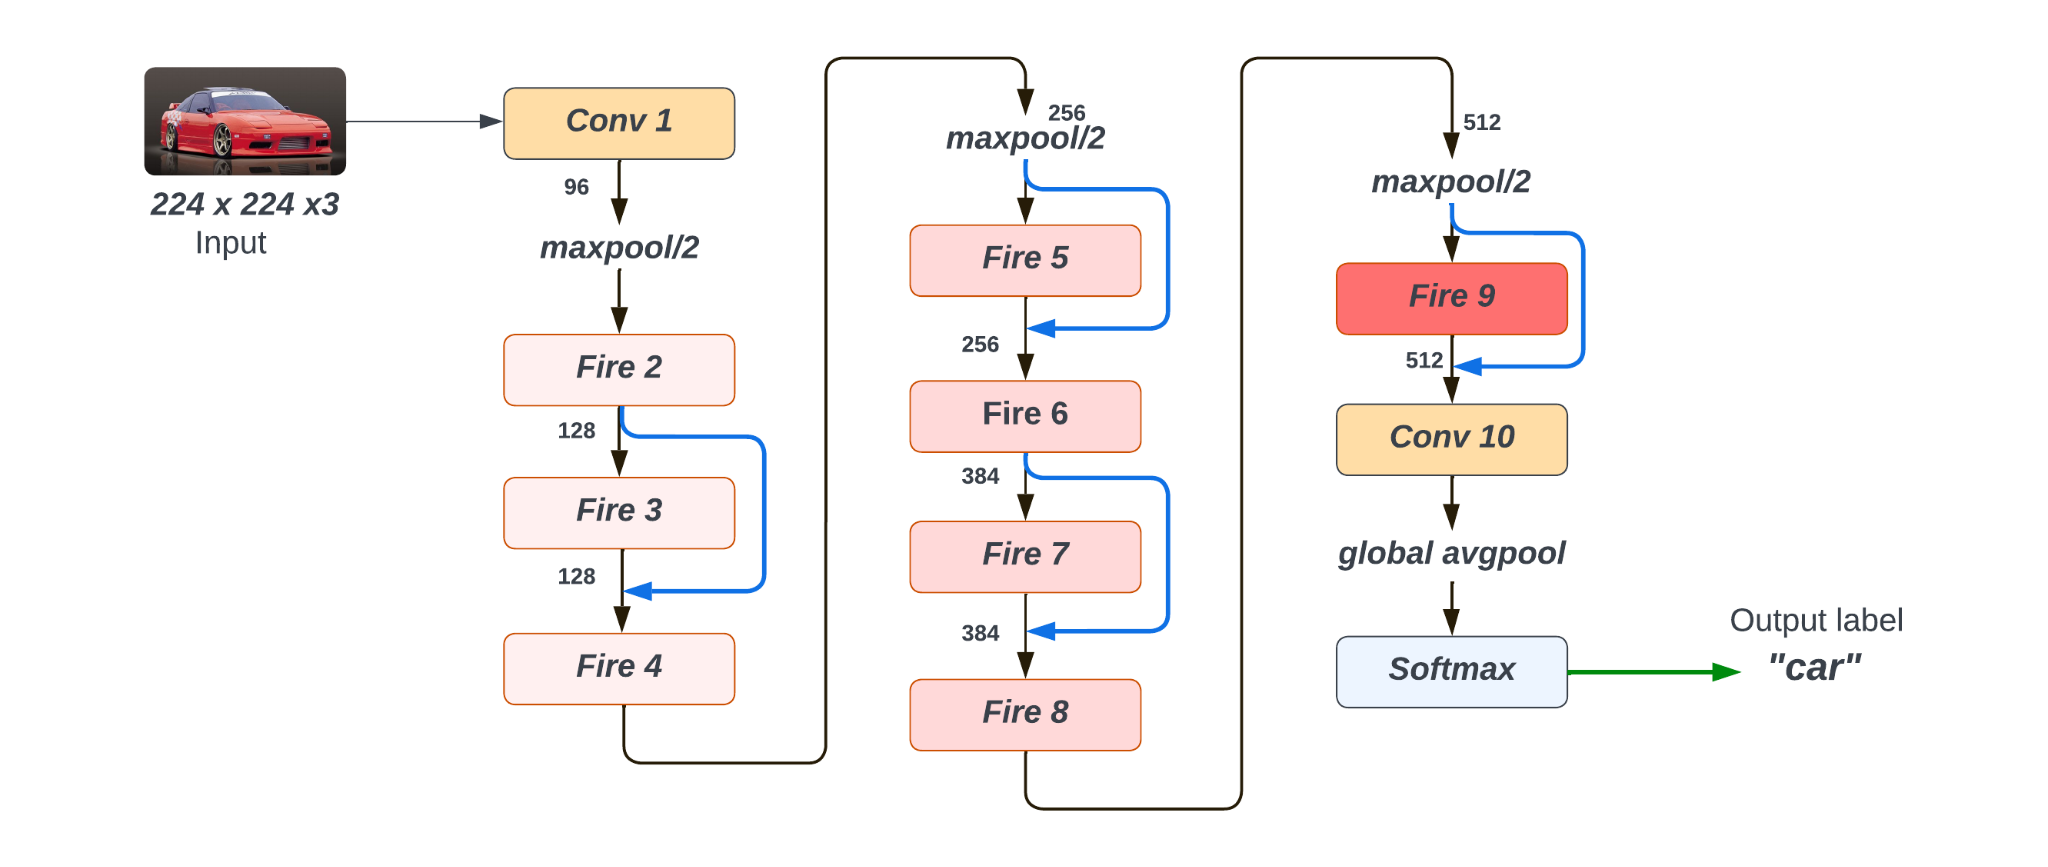 224 x 224 x3
Input
Conv 1
96
maxpool/2
Fire 2
128
Fire 3
128
Fire 4
256
maxpool/2
Fire 5
256
Fire 6
384
Fire 7
384
Fire 8
512
maxpool/2
Fire 9
512
Conv 10
global avgpool
Softmax
Output label
"car"